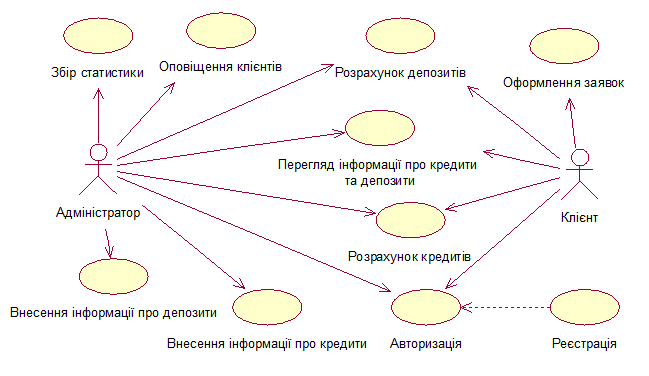 Збір статистики
Оповіщення клієнтів
Розрахунок депозитів
Оформлення заявок
Перегляд інформації про кредити
та депозити
Адміністратор
Клієнт
Розрахунок кредитів
Внесення інформації про депозити
Внесення інформації про кредити
Авторизація
Реєстрація